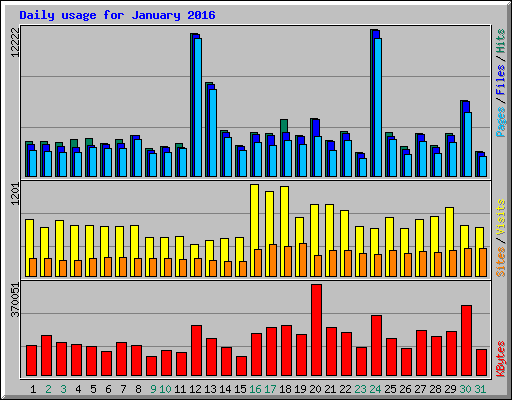 Daily usage for January 2016
12222
Pages / Files / Hits
1201
Sites / Visits
370051
KBytes
1 2 3 4 5 6 7 8 9 10 11 12 13 14 15 16 17 18 19 20 21 22 23 24 25 26 27 28 29 30 31